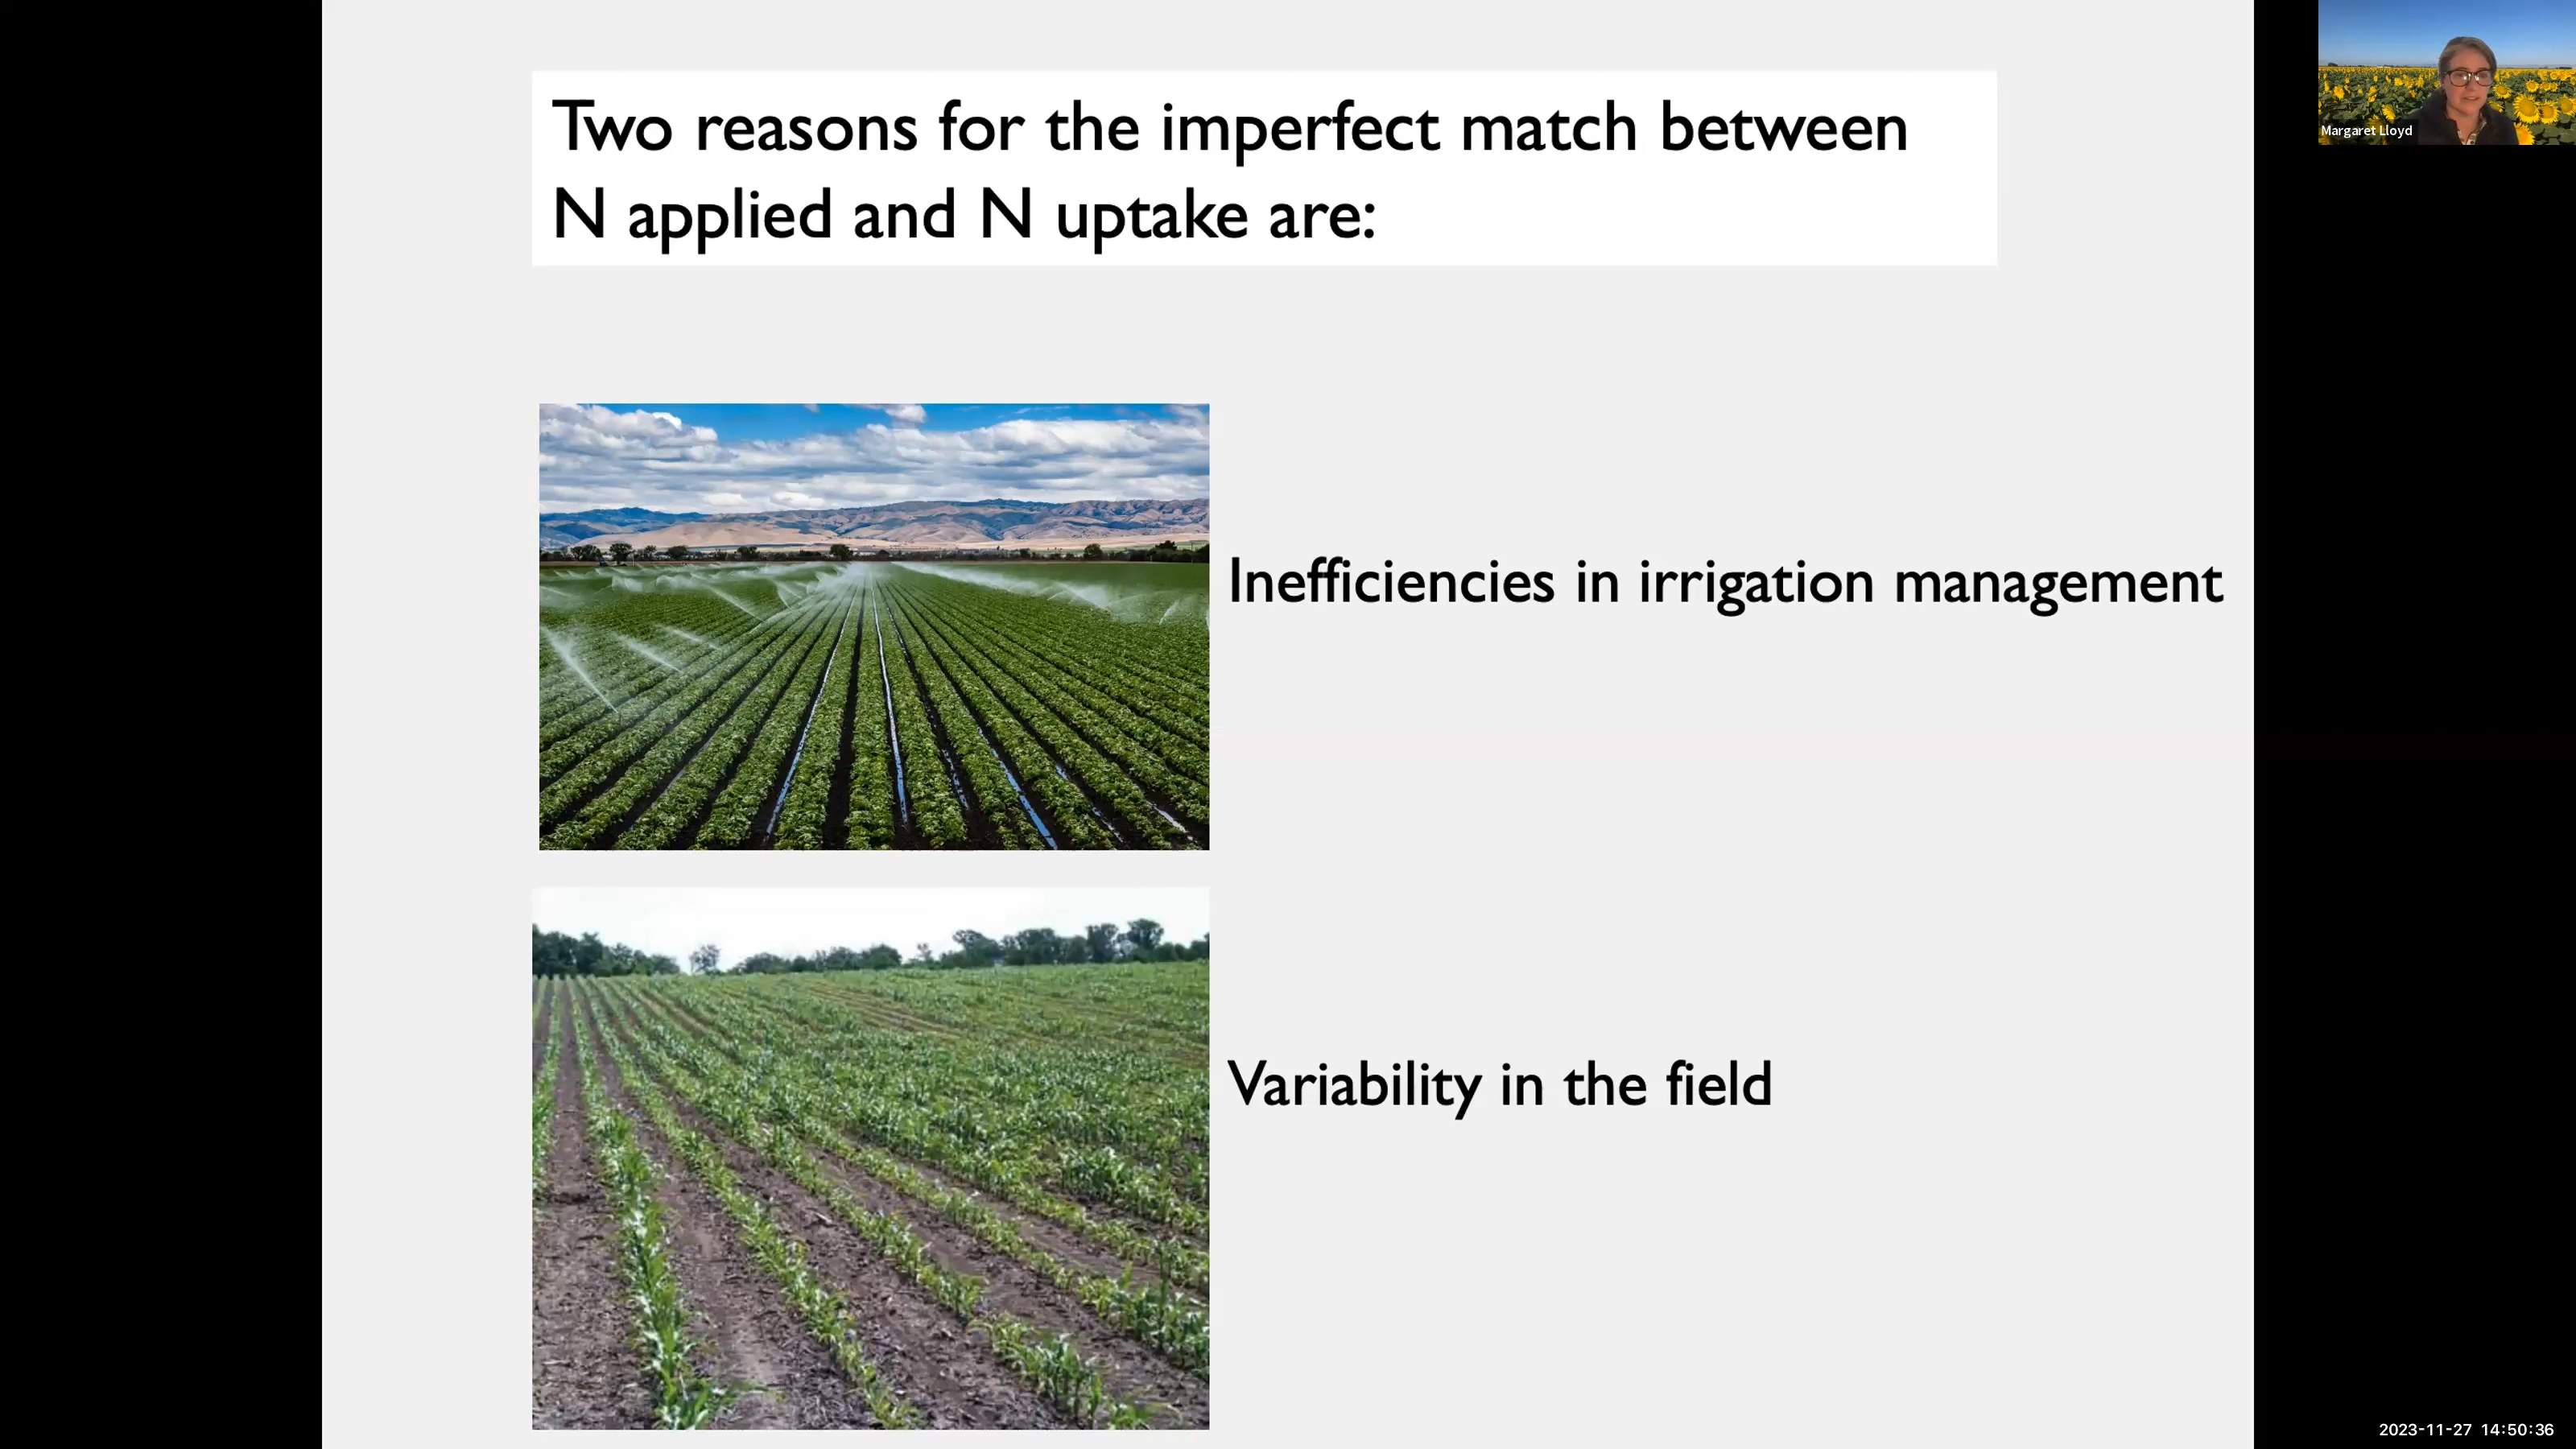 Two reasons for the imperfect match between
N applied and N uptake are:
Margaret Lloyd
Inefficiencies in irrigation management
Variability in the field
2023-11-27 14:50:36